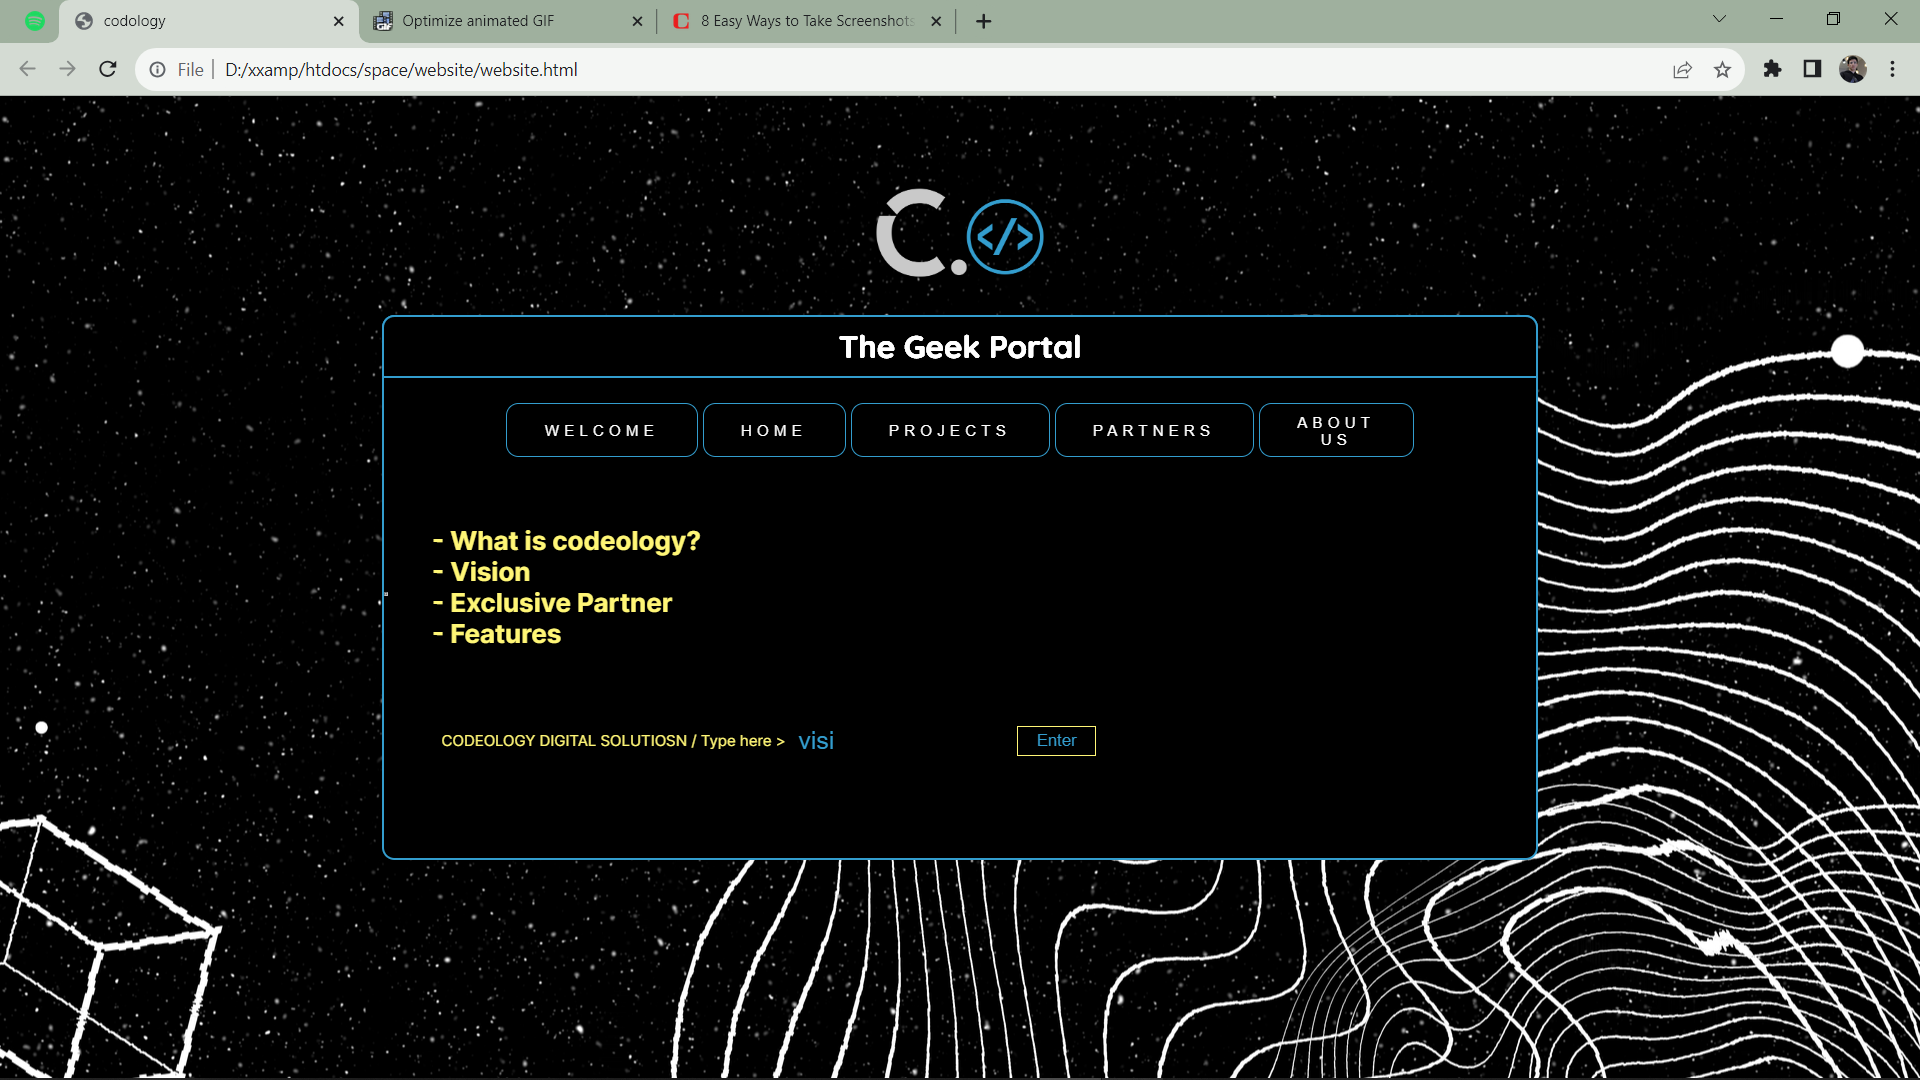 codology
Optimize animated GIF
8 Easy Ways to Take Screenshots
File | D:/xxamp/htdocs/space/website/website.html
C. </>
The Geek Portal
WELCOME
HOME
PROJECTS
PARTNERS
ABOUT
US
- What is codeology?
- Vision
- Exclusive Partner
- Features
CODEOLOGY DIGITAL SOLUTIOSN / Type here > visi
Enter